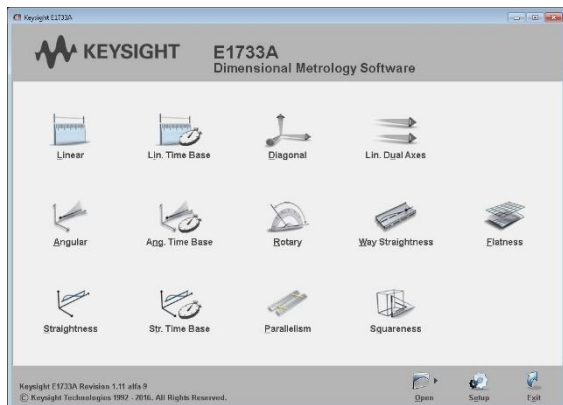 Keysight E1733A
KEYSIGHT
E1733A
Dimensional Metrology Software
Linear
Lin. Time Base
Diagonal
Lin. Dual Axes
Angular
Ang. Time Base
Rotary
Way Straightness
Flatness
Straightness
Str. Time Base
Parallelism
Squareness
Keysight E1733A Revision 1.11 alfa 9
© Keysight Technologies 1992 - 2016. All Rights Reserved.
Open
Setup
Exit